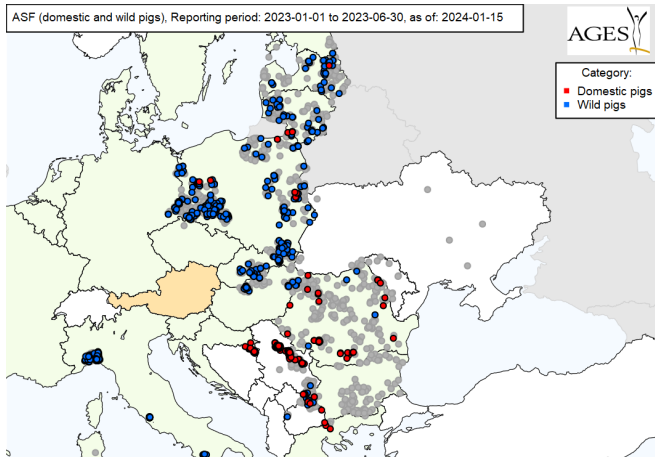 ASF (domestic and wild pigs), Reporting period: 2023-01-01 to 2023-06-30, as of: 2024-01-15
AGES
Category:
Domestic pigs
Wild pigs